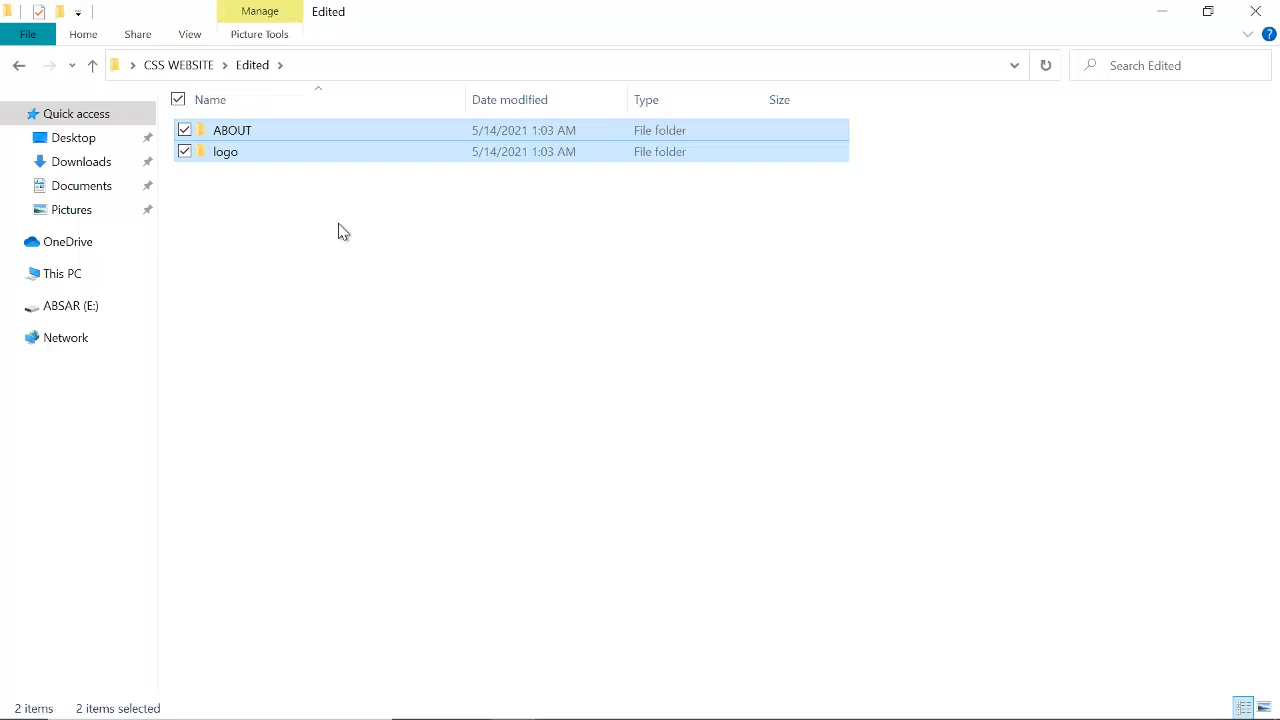 Manage
Edited
File
Home
Share
View
Picture Tools
?
CSS WEBSITE
Edited
Search Edited
Name
Date modified
Type
Size
Quick access
Desktop
Downloads
Documents
Pictures
OneDrive
This PC
ABSAR (E:)
Network
ABOUT
5/14/2021 1:03 AM
File folder
logo
5/14/2021 1:03 AM
File folder
2 items
2 items selected